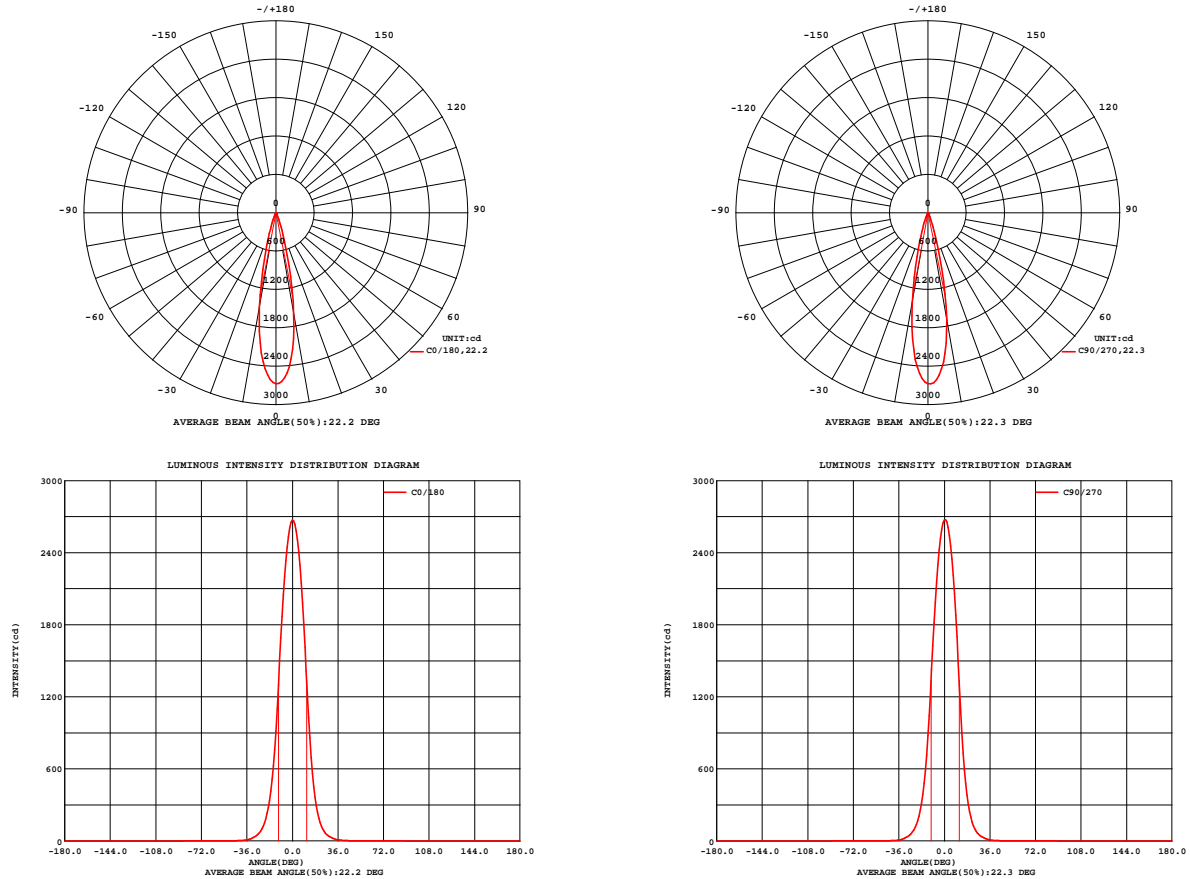 -/+180
-150
150
-120
120
-90
90
-60
60
-30
30
0
600
1200
1800
2400
3000
0
UNIT:cd
C0/180,22.2
AVERAGE BEAM ANGLE(50%):22.2 DEG
-/+180
-150
150
-120
120
-90
90
-60
60
-30
30
0
600
1200
1800
2400
3000
0
UNIT:cd
C90/270,22.3
AVERAGE BEAM ANGLE(50%):22.3 DEG
LUMINOUS INTENSITY DISTRIBUTION DIAGRAM
C0/180
INTENSITY(cd)
3000
2400
1800
1200
600
0
-180.0 -144.0 -108.0 -72.0 -36.0 0.0 36.0 72.0 108.0 144.0 180.0
ANGLE(DEG)
AVERAGE BEAM ANGLE(50%):22.2 DEG
LUMINOUS INTENSITY DISTRIBUTION DIAGRAM
C90/270
INTENSITY(cd)
3000
2400
1800
1200
600
0
-180.0 -144.0 -108.0 -72.0 -36.0 0.0 36.0 72.0 108.0 144.0 180.0
ANGLE(DEG)
AVERAGE BEAM ANGLE(50%):22.3 DEG